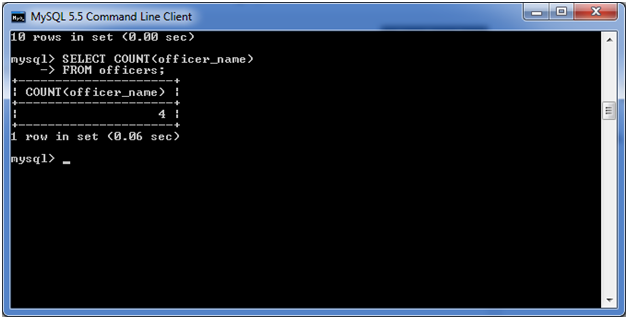 MySQL 5.5 Command Line Client
10 rows in set (0.00 sec)
mysql> SELECT COUNT(officer_name)
    -> FROM officers;
+---------------------+
| COUNT(officer_name) |
+---------------------+
|                   4 |
+---------------------+
1 row in set (0.06 sec)
mysql> _